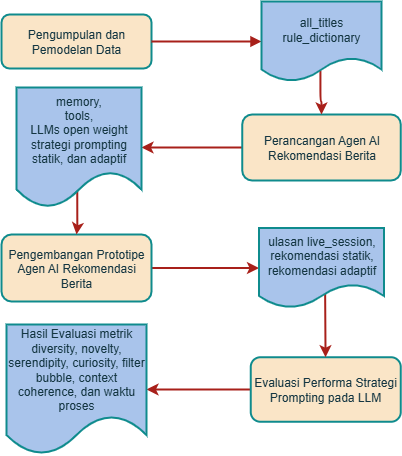 Pengumpulan dan
Pemodelan Data
all_titles
rule_dictionary
memory,
tools,
LLMs open weight
strategi prompting
statik, dan adaptif
Perancangan Agen AI
Rekomendasi Berita
Pengembangan Prototipe
Agen AI Rekomendasi
Berita
ulasan live_session,
rekomendasi statik,
rekomendasi adaptif
Hasil Evaluasi metrik
diversity, novelty,
serendipity, curiosity, filter
bubble, context
coherence, dan waktu
proses
Evaluasi Performa Strategi
Prompting pada LLM